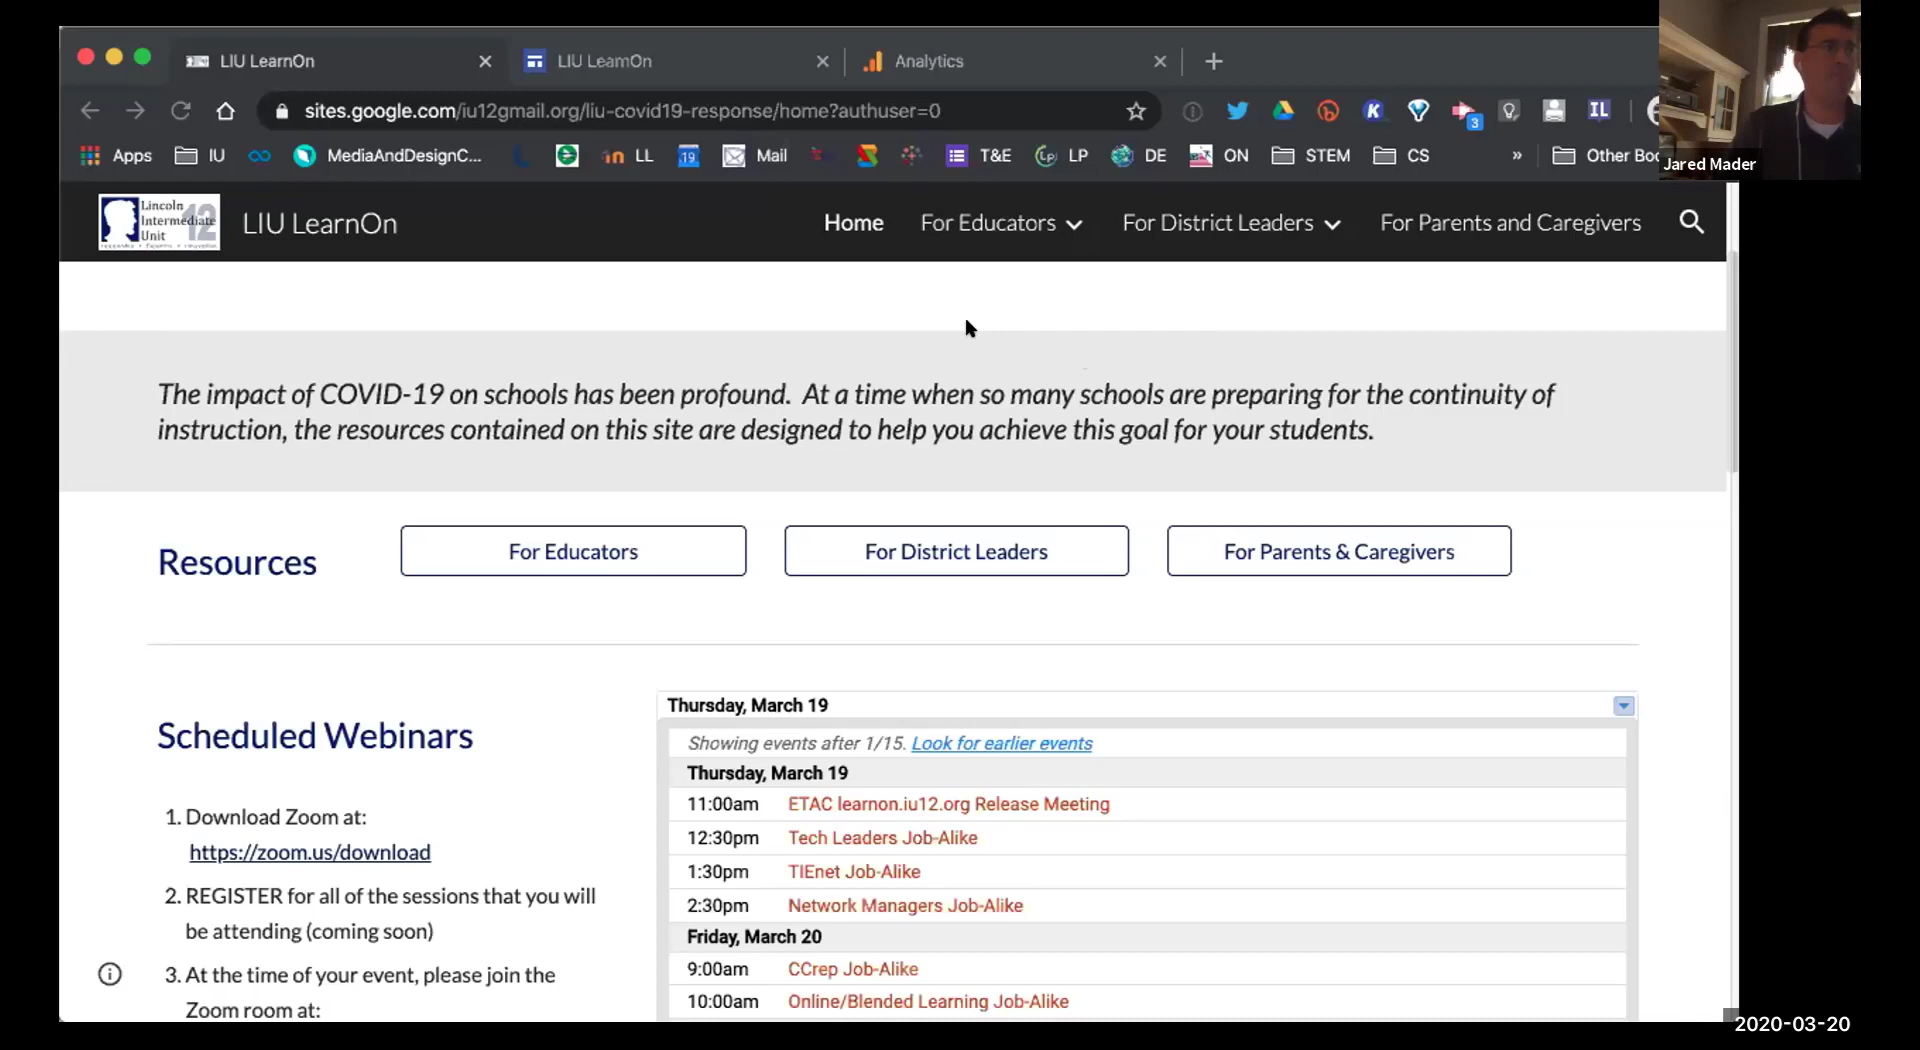 LIU LearnOn
LIU LearnOn
Analytics
sites.google.com/iu12gmail.org/liu-covid19-response/home?authuser=0
K
3
IL
Apps
IU
MediaAndDesignC...
in LL
19
Mail
T&E
LP
DE
ON
STEM
CS
»
Other Boo
Jared Mader
Lincoln
Intermediate
Unit
12
LIU LearnOn
Home
For Educators
For District Leaders
For Parents and Caregivers
The impact of COVID-19 on schools has been profound. At a time when so many schools are preparing for the continuity of
instruction, the resources contained on this site are designed to help you achieve this goal for your students.
Resources
For Educators
For District Leaders
For Parents & Caregivers
Scheduled Webinars
1. Download Zoom at:
https://zoom.us/download
2. REGISTER for all of the sessions that you will
be attending (coming soon)
3. At the time of your event, please join the
Zoom room at:
Thursday, March 19
Showing events after 1/15. Look for earlier events
Thursday, March 19
11:00am ETAC learnon.iu12.org Release Meeting
12:30pm Tech Leaders Job-Alike
1:30pm TIEnet Job-Alike
2:30pm Network Managers Job-Alike
Friday, March 20
9:00am CCrep Job-Alike
10:00am Online/Blended Learning Job-Alike
2020-03-20